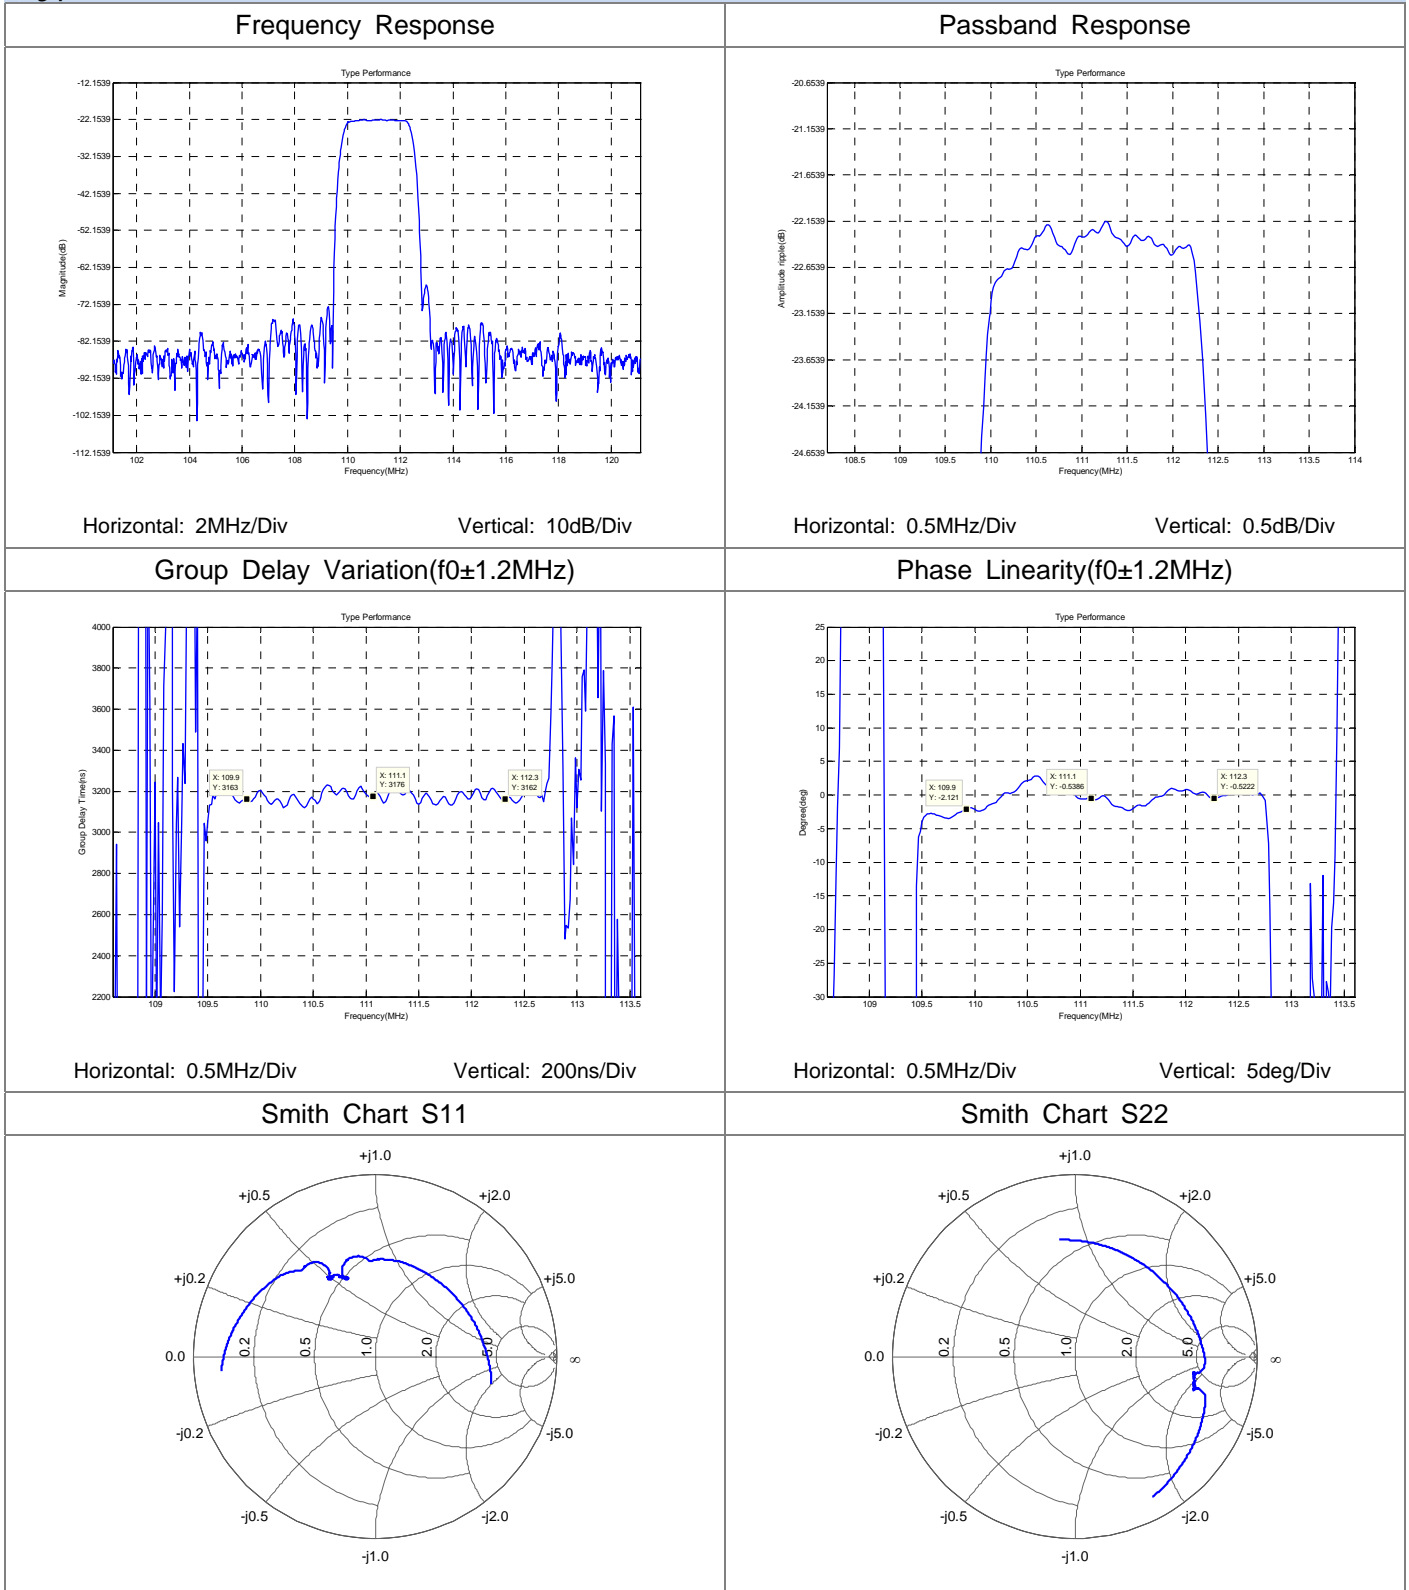 Frequency Response
Passband Response
Type Performance
-12.1539
-22.1539
-32.1539
-42.1539
-52.1539
-62.1539
-72.1539
-82.1539
-92.1539
-102.1539
-112.1539
Magnitude(dB)
102 104 106 108 110 112 114 116 118 120
Frequency(MHz)
Horizontal: 2MHz/Div Vertical: 10dB/Div
Type Performance
-20.6539
-21.1539
-21.6539
-22.1539
-22.6539
-23.1539
-23.6539
-24.1539
-24.6539
Amplitude ripple(dB)
108.5 109 109.5 110 110.5 111 111.5 112 112.5 113 113.5 114
Frequency(MHz)
Horizontal: 0.5MHz/Div Vertical: 0.5dB/Div
Group Delay Variation(f0±1.2MHz)
Phase Linearity(f0±1.2MHz)
Type Performance
4000
3800
3600
3400
3200
3000
2800
2600
2400
2200
Group Delay Time(ns)
X: 109.9
Y: 3163
X: 111.1
Y: 3176
X: 112.3
Y: 3162
109 109.5 110 110.5 111 111.5 112 112.5 113 113.5
Frequency(MHz)
Horizontal: 0.5MHz/Div Vertical: 200ns/Div
Type Performance
25
20
15
10
5
0
-5
-10
-15
-20
-25
-30
Degree(deg)
X: 109.9
Y: -2.121
X: 111.1
Y: -0.5386
X: 112.3
Y: -0.5222
109 109.5 110 110.5 111 111.5 112 112.5 113 113.5
Frequency(MHz)
Horizontal: 0.5MHz/Div Vertical: 5deg/Div
Smith Chart S11
Smith Chart S22
+j1.0
+j0.5 +j2.0
+j0.2 +j5.0
0.0 0.2 0.5 1.0 2.0 5.0 ∞
-j0.2 -j5.0
-j0.5 -j2.0
-j1.0
+j1.0
+j0.5 +j2.0
+j0.2 +j5.0
0.0 0.2 0.5 1.0 2.0 5.0 ∞
-j0.2 -j5.0
-j0.5 -j2.0
-j1.0